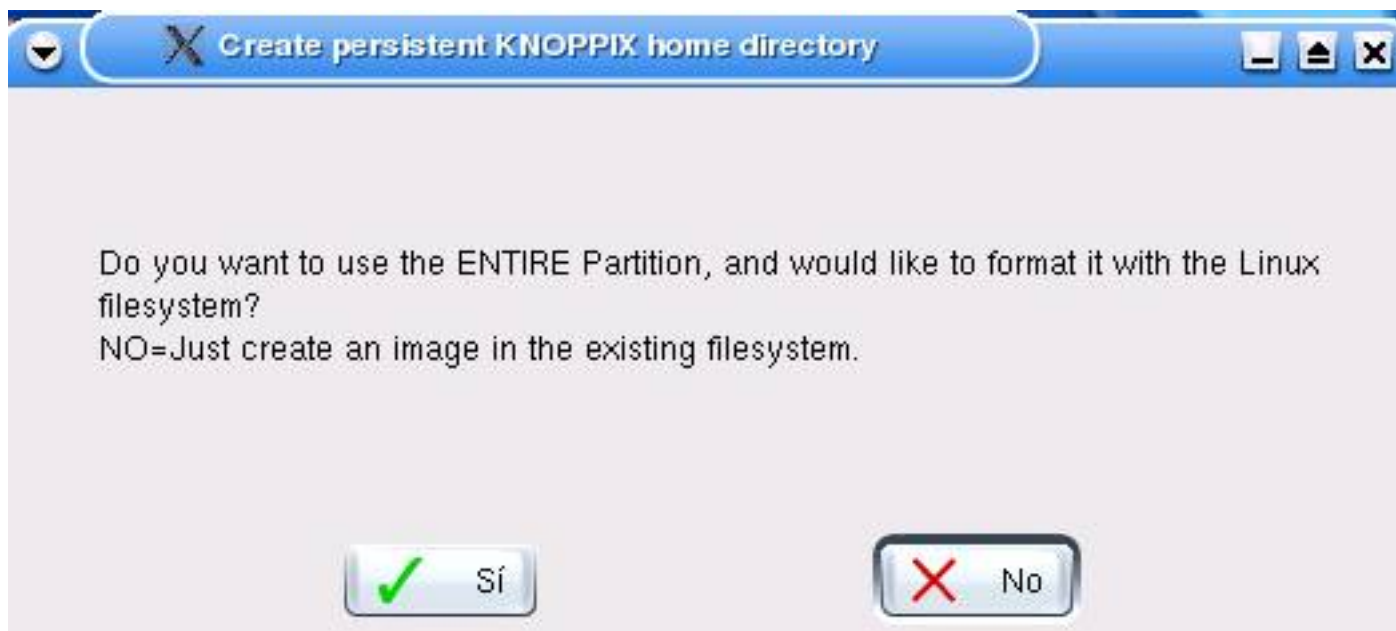 Create persistent KNOPPIX home directory
Do you want to use the ENTIRE Partition, and would like to format it with the Linux
filesystem?
NO=Just create an image in the existing filesystem.
Sí No